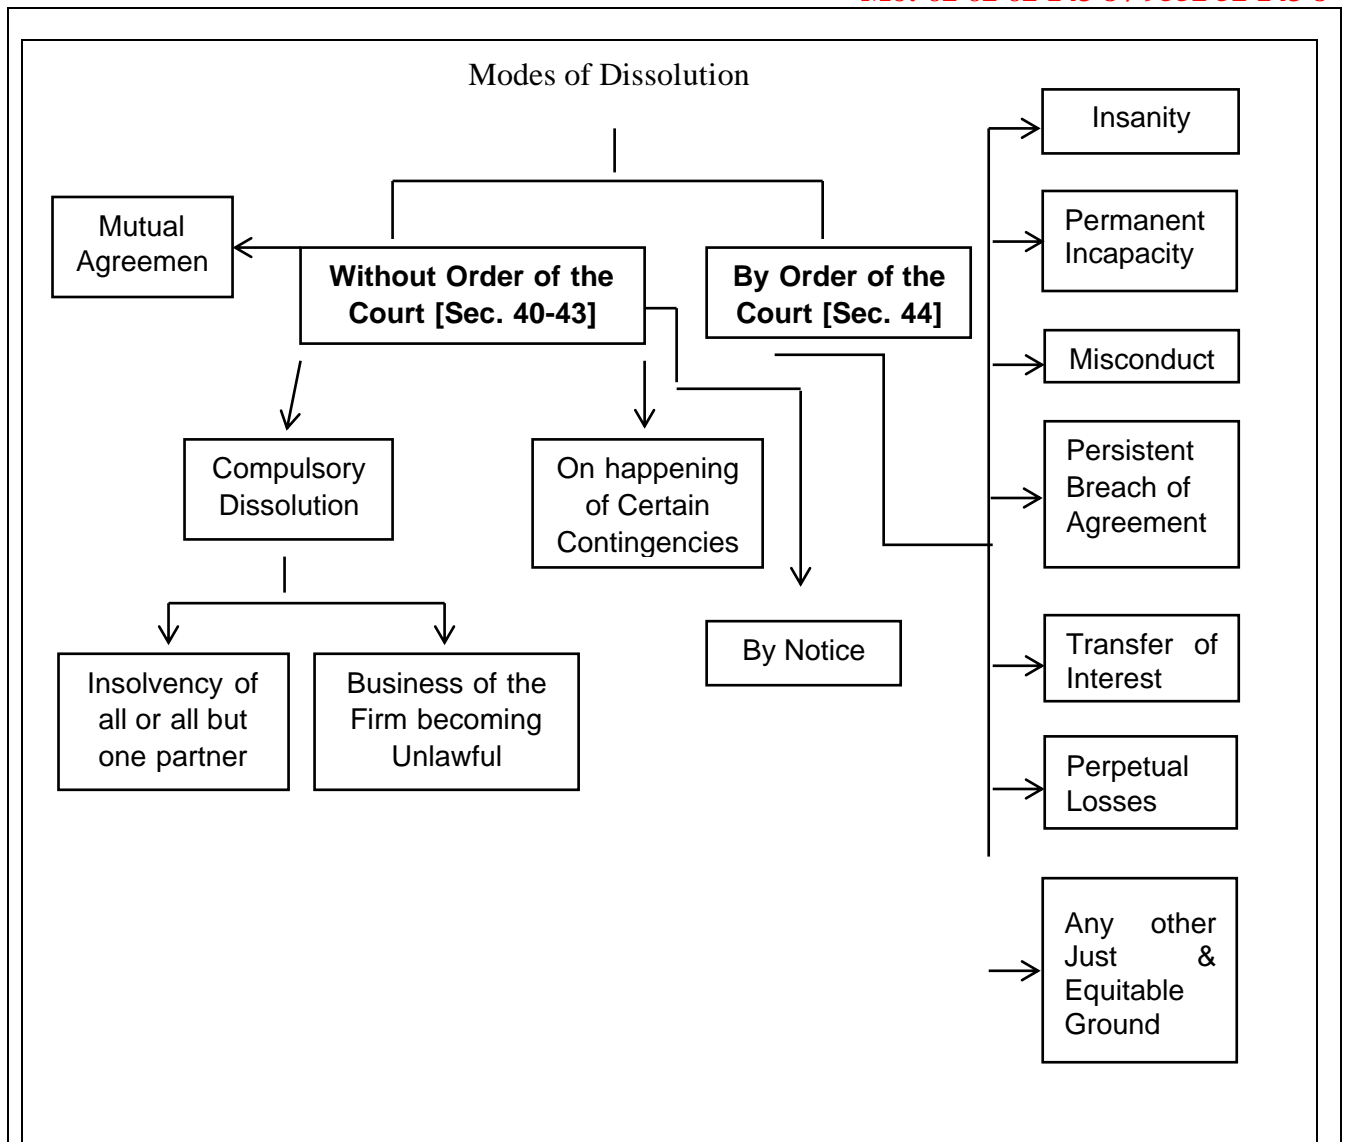 Modes of Dissolution
Mutual
Agreemen
Without Order of the
Court [Sec. 40-43]
By Order of the
Court [Sec. 44]
Compulsory
Dissolution
On happening
of Certain
Contingencies
By Notice
Insolvency of
all or all but
one partner
Business of the
Firm becoming
Unlawful
Insanity
Permanent
Incapacity
Misconduct
Persistent
Breach of
Agreement
Transfer of
Interest
Perpetual
Losses
Any other
Just &
Equitable
Ground